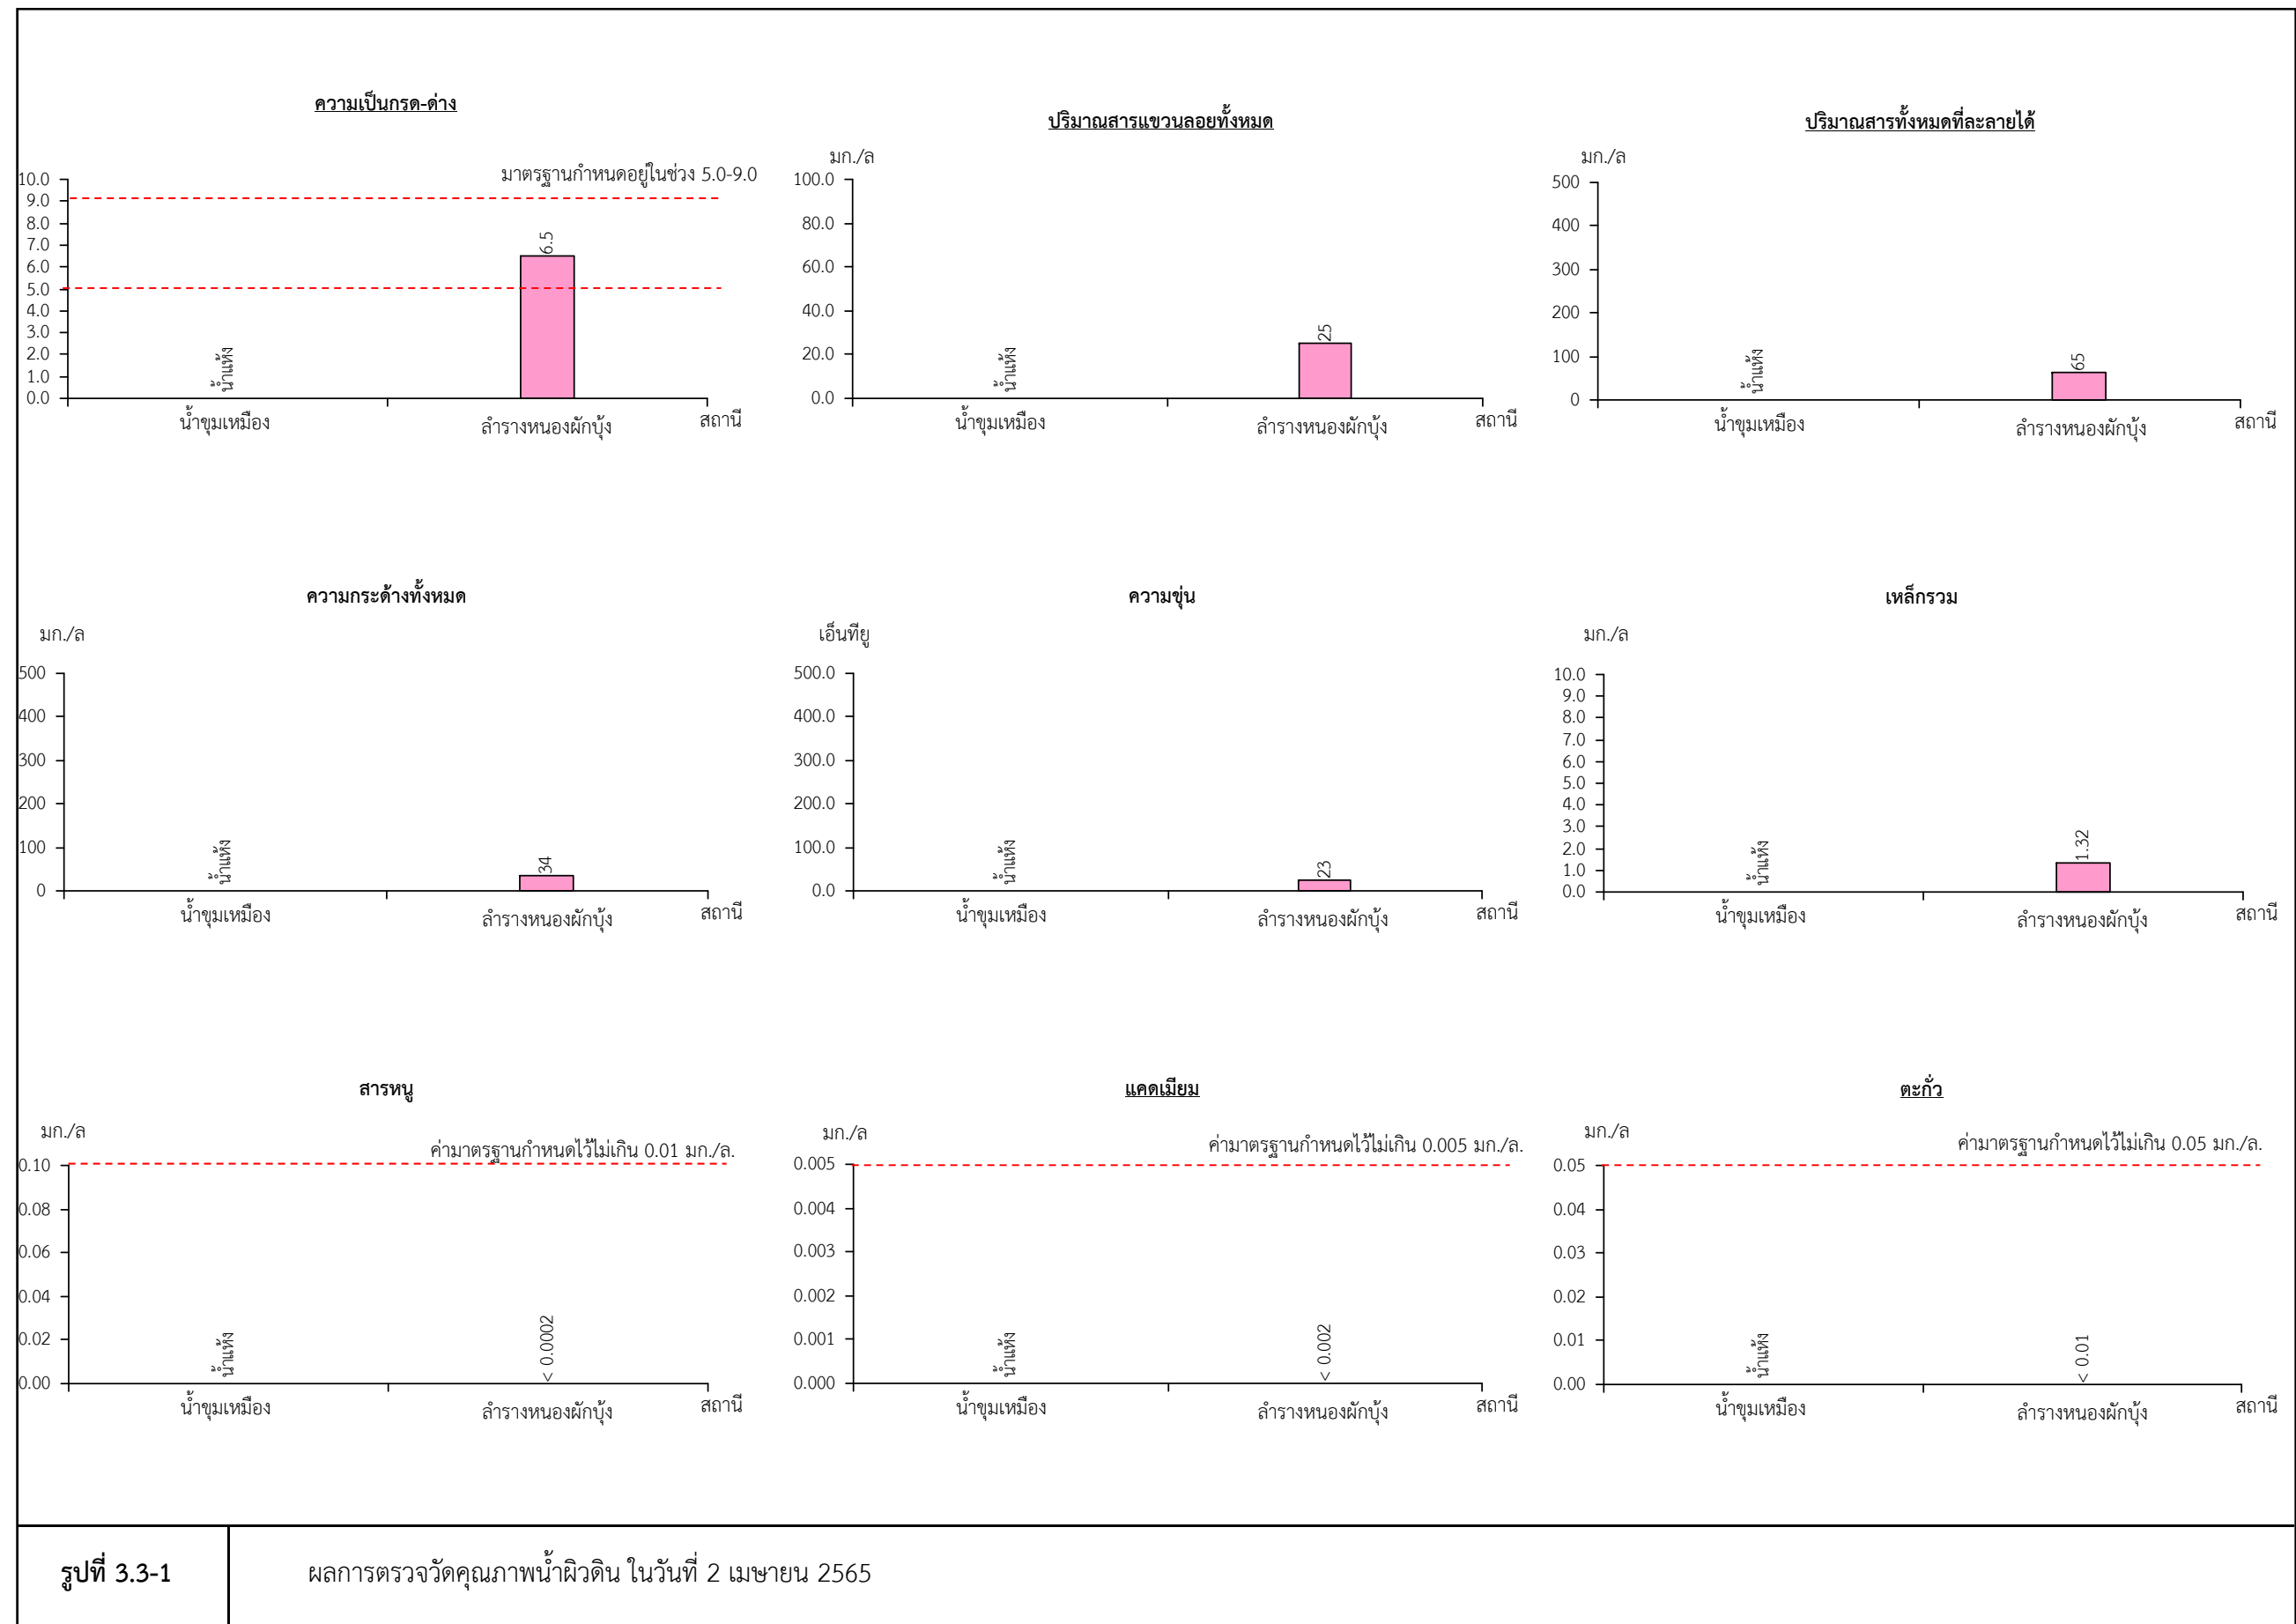 ความเป็นกรด-ด่าง
มาตรฐานกำหนดอยู่ในช่วง 5.0-9.0
10.0
9.0
8.0
7.0
6.0
5.0
4.0
3.0
2.0
1.0
0.0
น้ำแห้ง
6.5
น้ำขุมเหมือง
ลำรางหนองผักบุ้ง
สถานี
ปริมาณสารแขวนลอยทั้งหมด
มก./ล
100.0
80.0
60.0
40.0
20.0
0.0
น้ำแห้ง
25
น้ำขุมเหมือง
ลำรางหนองผักบุ้ง
สถานี
ปริมาณสารทั้งหมดที่ละลายได้
มก./ล
500
400
300
200
100
0
น้ำแห้ง
65
น้ำขุมเหมือง
ลำรางหนองผักบุ้ง
สถานี
ความกระด้างทั้งหมด
มก./ล
500
400
300
200
100
0
น้ำแห้ง
34
น้ำขุมเหมือง
ลำรางหนองผักบุ้ง
สถานี
ความขุ่น
เอ็นทียู
500.0
400.0
300.0
200.0
100.0
0.0
น้ำแห้ง
23
น้ำขุมเหมือง
ลำรางหนองผักบุ้ง
สถานี
เหล็กรวม
มก./ล
10.0
9.0
8.0
7.0
6.0
5.0
4.0
3.0
2.0
1.0
0.0
น้ำแห้ง
1.32
น้ำขุมเหมือง
ลำรางหนองผักบุ้ง
สถานี
สารหนู
มก./ล
ค่ามาตรฐานกำหนดไว้ไม่เกิน 0.01 มก./ล.
0.10
0.08
0.06
0.04
0.02
0.00
น้ำแห้ง
< 0.0002
น้ำขุมเหมือง
ลำรางหนองผักบุ้ง
สถานี
แคดเมียม
มก./ล
ค่ามาตรฐานกำหนดไว้ไม่เกิน 0.005 มก./ล.
0.005
0.004
0.003
0.002
0.001
0.000
น้ำแห้ง
< 0.002
น้ำขุมเหมือง
ลำรางหนองผักบุ้ง
สถานี
ตะกั่ว
มก./ล
ค่ามาตรฐานกำหนดไว้ไม่เกิน 0.05 มก./ล.
0.05
0.04
0.03
0.02
0.01
0.00
น้ำแห้ง
< 0.01
น้ำขุมเหมือง
ลำรางหนองผักบุ้ง
สถานี
รูปที่ 3.3-1
ผลการตรวจวัดคุณภาพน้ำผิวดิน ในวันที่ 2 เมษายน 2565